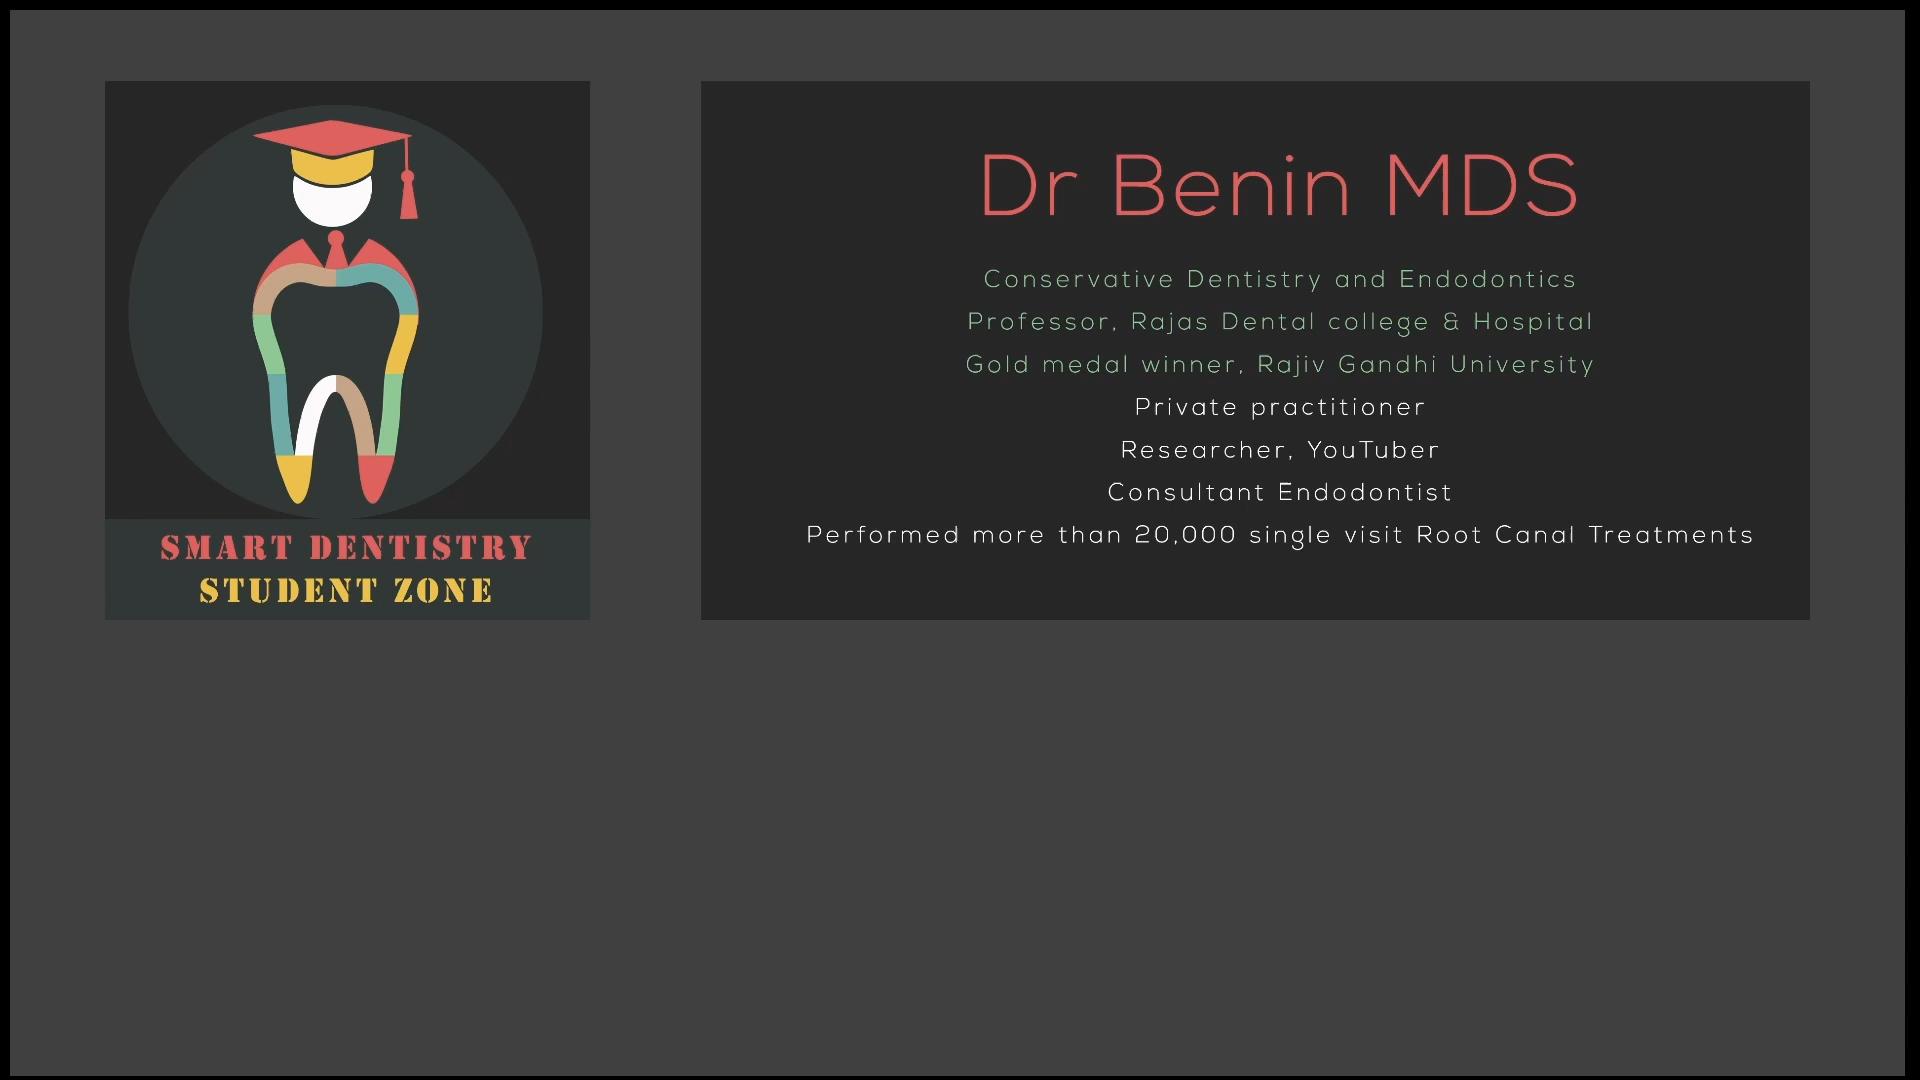 SMART DENTISTRY
STUDENT ZONE
Dr Benin MDS
Conservative Dentistry and Endodontics
Professor, Rajas Dental college & Hospital
Gold medal winner, Rajiv Gandhi University
Private practitioner
Researcher, YouTuber
Consultant Endodontist
Performed more than 20,000 single visit Root Canal Treatments